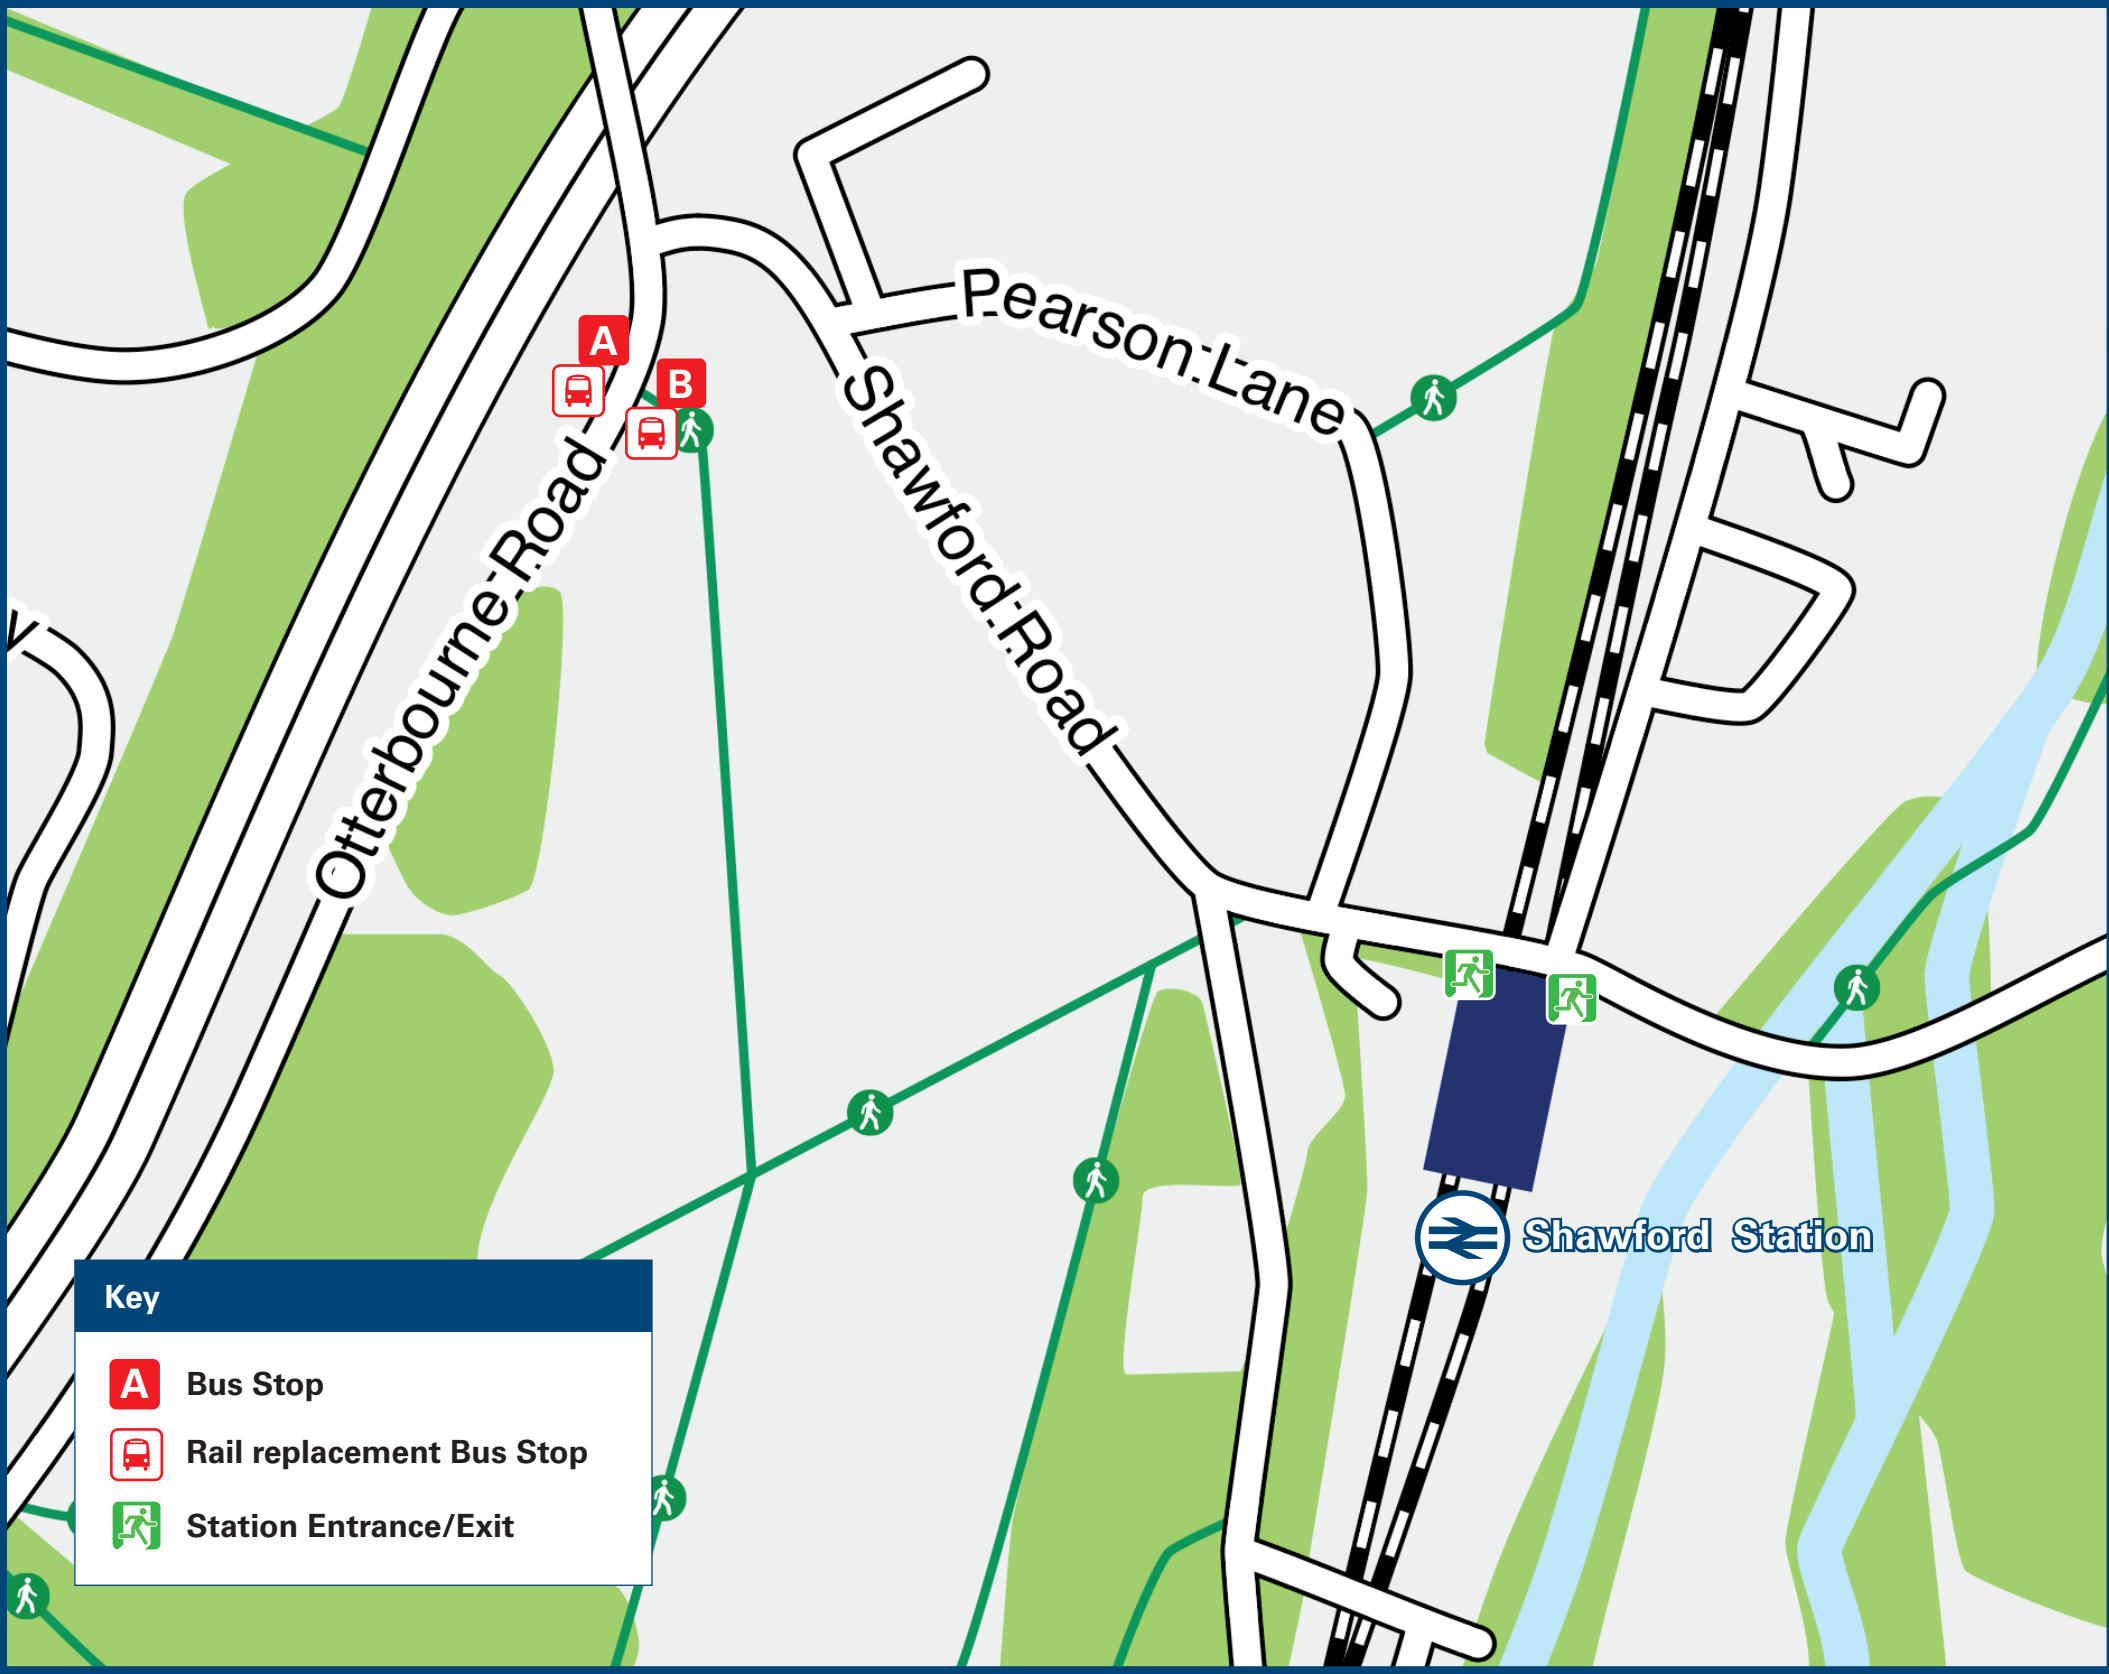 Pearson Lane
A
B
Shawford Road
Otterbourne Road
y
Shawford Station
Key
A Bus Stop
Rail replacement Bus Stop
Station Entrance/Exit